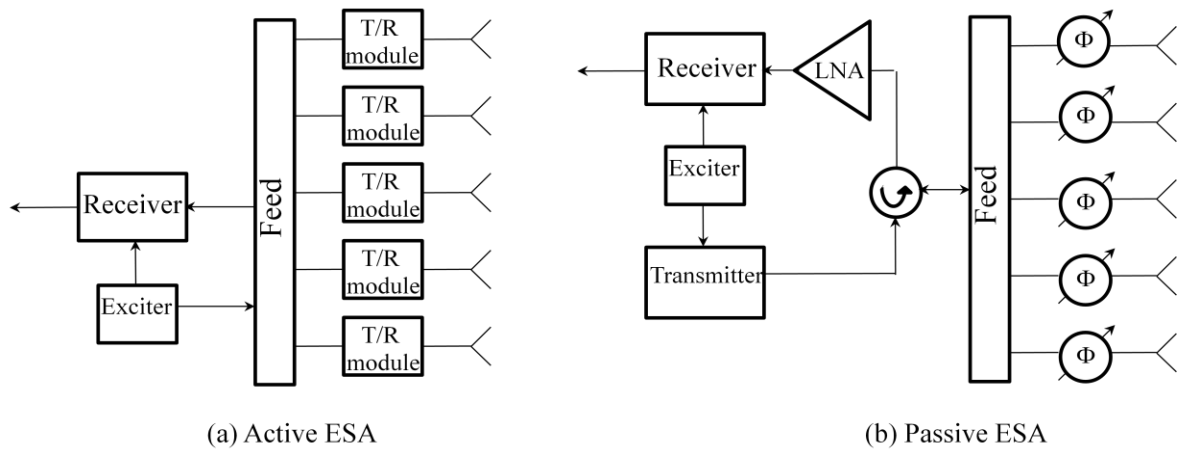 T/R
module
T/R
module
T/R
module
T/R
module
T/R
module
Feed
Receiver
Exciter
(a) Active ESA
Receiver
LNA
Exciter
Transmitter
Feed
Φ
Φ
Φ
Φ
Φ
(b) Passive ESA